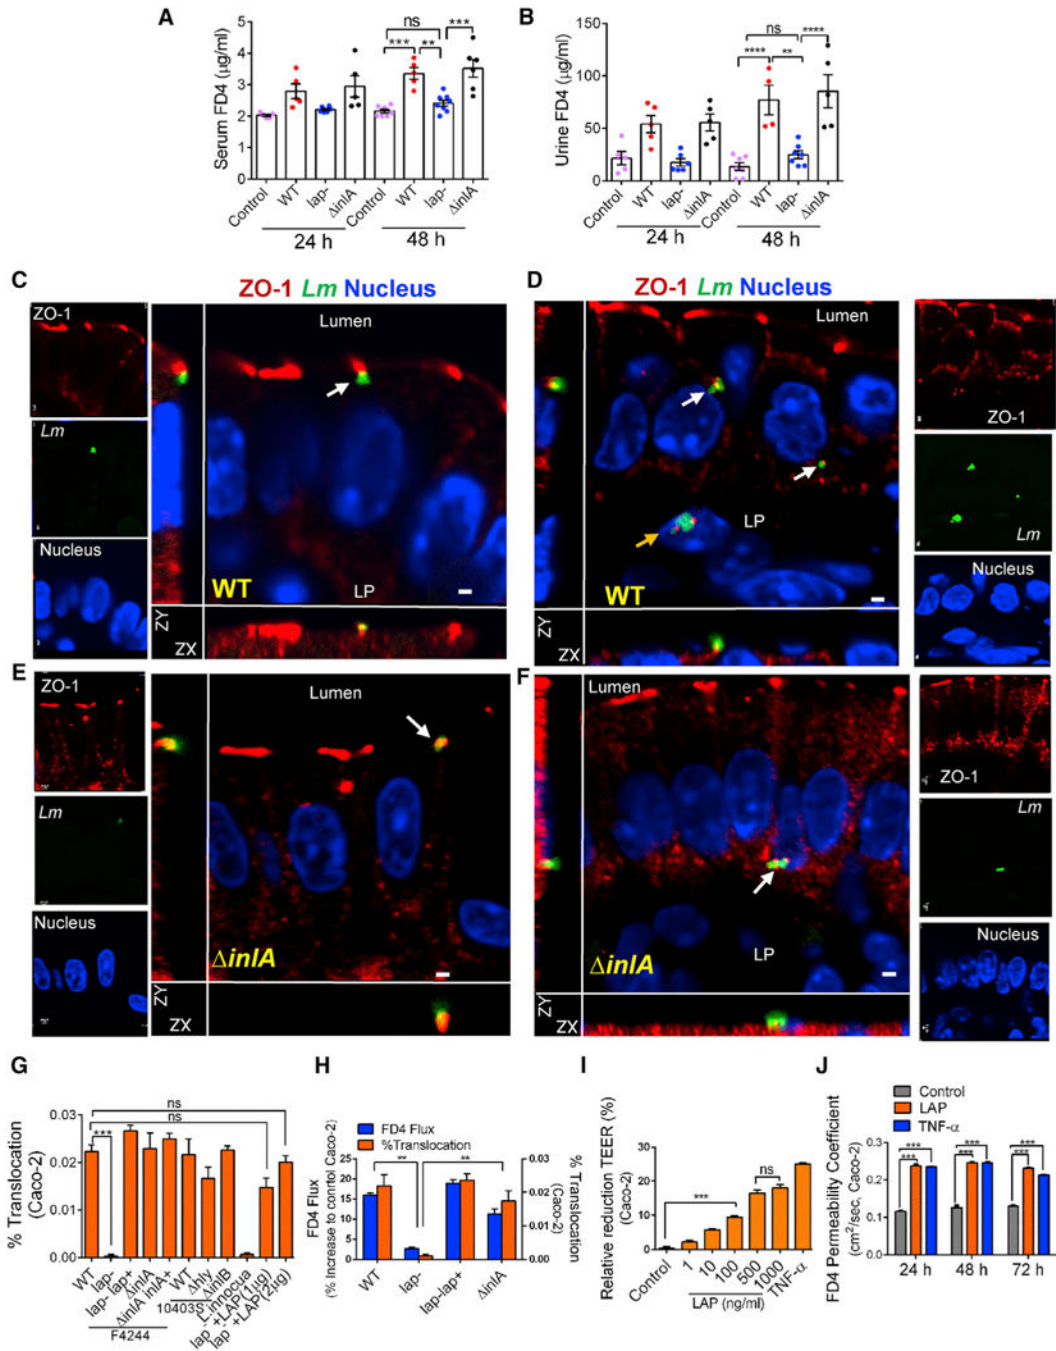 A
Serum FD4 (µg/ml)
5
4
3
2
1
0
ns
***
**
***
Control
WT
lap-
ΔinlA
Control
WT
lap-
ΔinlA
24 h
48 h
B
Urine FD4 (µg/ml)
150
100
50
0
ns
****
****
**
Control
WT
lap-
ΔinlA
Control
WT
lap-
ΔinlA
24 h
48 h
C
ZO-1 Lm Nucleus
ZO-1
Lm
Nucleus
Lumen
WT
LP
ZY
ZX
D
ZO-1 Lm Nucleus
Lumen
LP
WT
ZY
ZX
ZO-1
Lm
Nucleus
E
ZO-1
Lm
Nucleus
Lumen
ΔinlA
ZY
ZX
F
Lumen
LP
ΔinlA
ZY
ZX
ZO-1
Lm
Nucleus
G
% Translocation
(Caco-2)
0.03
0.02
0.01
0.00
ns
ns
***
WT
lap-
lap- lap+
ΔinlA
ΔinlA inlA+
WT
Δhly
ΔinlB
L.innocua
lap-+LAP(1µg)
lap-+LAP(2µg)
F4244
10403S
H
FD4 Flux
%Translocation
FD4 Flux
(% Increase to control Caco-2)
25
20
15
10
5
0
**
**
0.03
0.02
0.01
0.00
% Translocation
(Caco-2)
WT
lap-
lap-lap+
ΔinlA
I
Relative reduction TEER (%)
(Caco-2)
30
20
10
0
***
ns
Control
1
10
100
500
1000
TNF-α
LAP (ng/ml)
J
Control
LAP
TNF-α
FD4 Permeability Coefficient
(cm²/sec, Caco-2)
0.3
0.2
0.1
0.0
***
***
***
***
***
***
24 h
48 h
72 h